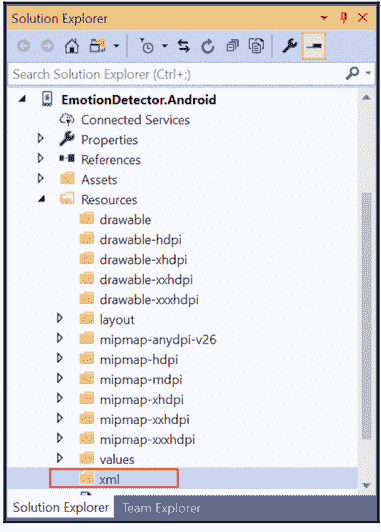 Solution Explorer
Search Solution Explorer (Ctrl+;)
EmotionDetector.Android
Connected Services
Properties
References
Assets
Resources
drawable
drawable-hdpi
drawable-xhdpi
drawable-xxhdpi
drawable-xxxhdpi
layout
mipmap-anydpi-v26
mipmap-hdpi
mipmap-mdpi
mipmap-xhdpi
mipmap-xxhdpi
mipmap-xxxhdpi
values
xml
Solution Explorer Team Explorer